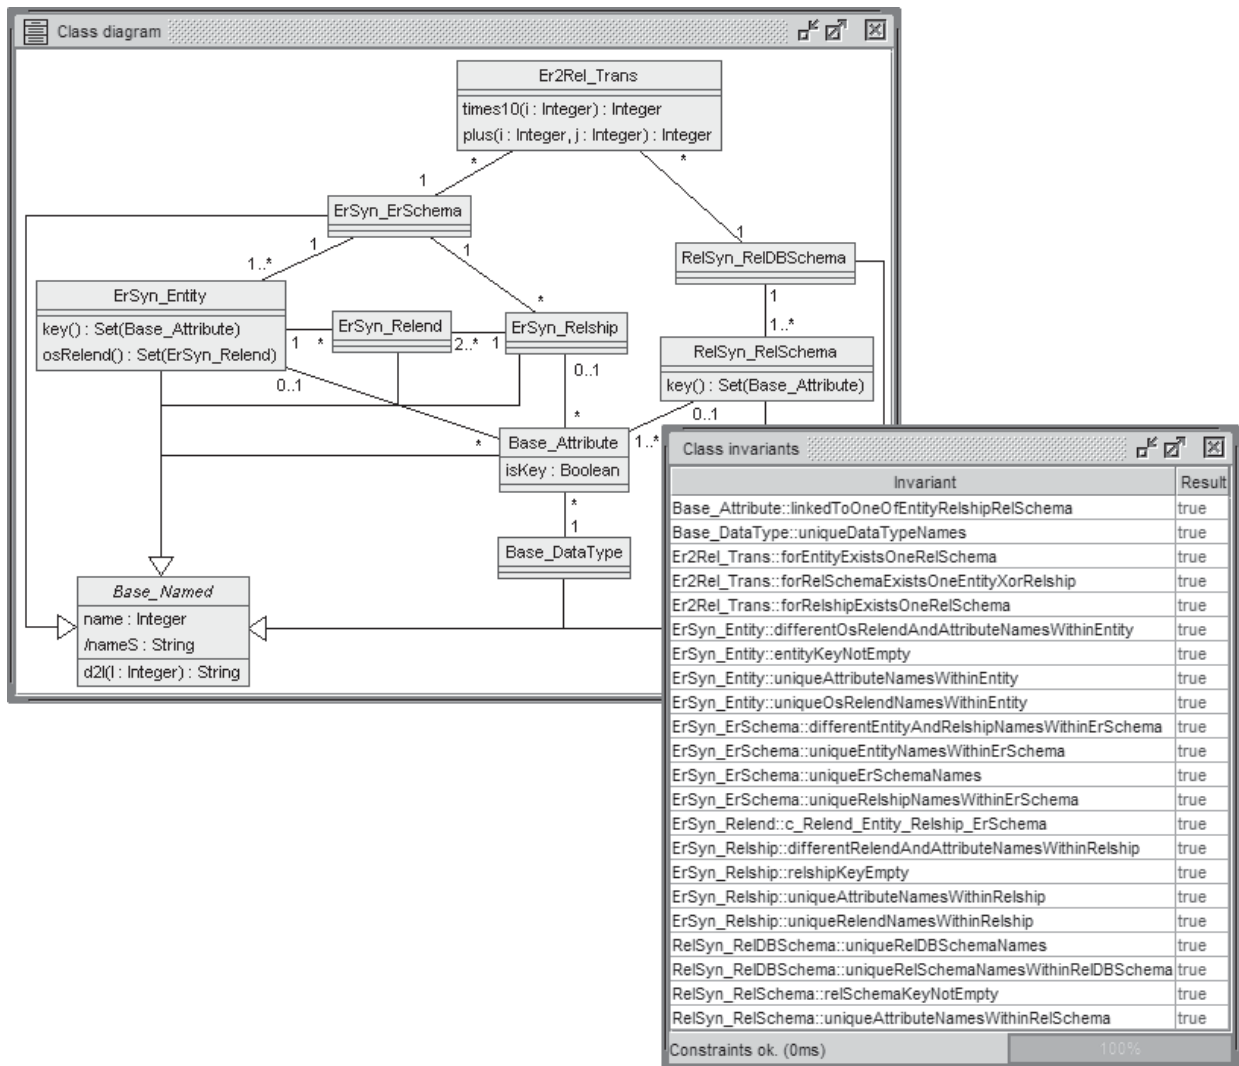 Class diagram
Er2Rel_Trans
times10(i : Integer) : Integer
plus(i : Integer, j : Integer) : Integer
*
*
1
ErSyn_ErSchema
1
1
1
1..*
RelSyn_RelDBSchema
ErSyn_Entity
*
1
key() : Set(Base_Attribute)
ErSyn_Relend
ErSyn_Relship
1..*
osRelend() : Set(ErSyn_Relend)
1
*
2..*
1
RelSyn_RelSchema
0..1
0..1
key() : Set(Base_Attribute)
*
0..1
*
Base_Attribute
1..*
isKey : Boolean
*
1
Base_DataType
Base_Named
name : Integer
/nameS : String
d2l(l : Integer) : String
Class invariants
Invariant Result
Base_Attribute::linkedToOneOfEntityRelshipRelSchema true
Base_DataType::uniqueDataTypeNames true
Er2Rel_Trans::forEntityExistsOneRelSchema true
Er2Rel_Trans::forRelSchemaExistsOneEntityXorRelship true
Er2Rel_Trans::forRelshipExistsOneRelSchema true
ErSyn_Entity::differentOsRelendAndAttributeNamesWithinEntity true
ErSyn_Entity::entityKeyNotEmpty true
ErSyn_Entity::uniqueAttributeNamesWithinEntity true
ErSyn_Entity::uniqueOsRelendNamesWithinEntity true
ErSyn_ErSchema::differentEntityAndRelshipNamesWithinErSchema true
ErSyn_ErSchema::uniqueEntityNamesWithinErSchema true
ErSyn_ErSchema::uniqueErSchemaNames true
ErSyn_ErSchema::uniqueRelshipNamesWithinErSchema true
ErSyn_Relend::c_Relend_Entity_Relship_ErSchema true
ErSyn_Relship::differentRelendAndAttributeNamesWithinRelship true
ErSyn_Relship::relshipKeyEmpty true
ErSyn_Relship::uniqueAttributeNamesWithinRelship true
ErSyn_Relship::uniqueRelendNamesWithinRelship true
RelSyn_RelDBSchema::uniqueRelDBSchemaNames true
RelSyn_RelDBSchema::uniqueRelSchemaNamesWithinRelDBSchema true
RelSyn_RelSchema::relSchemaKeyNotEmpty true
RelSyn_RelSchema::uniqueAttributeNamesWithinRelSchema true
Constraints ok. (0ms) 100%